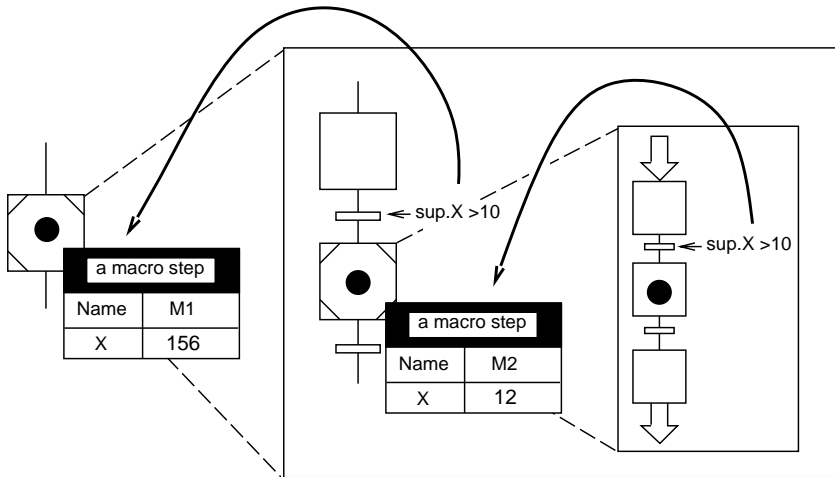 sup.X >10
sup.X >10
a macro step
Name M1
X 156
a macro step
Name M2
X 12